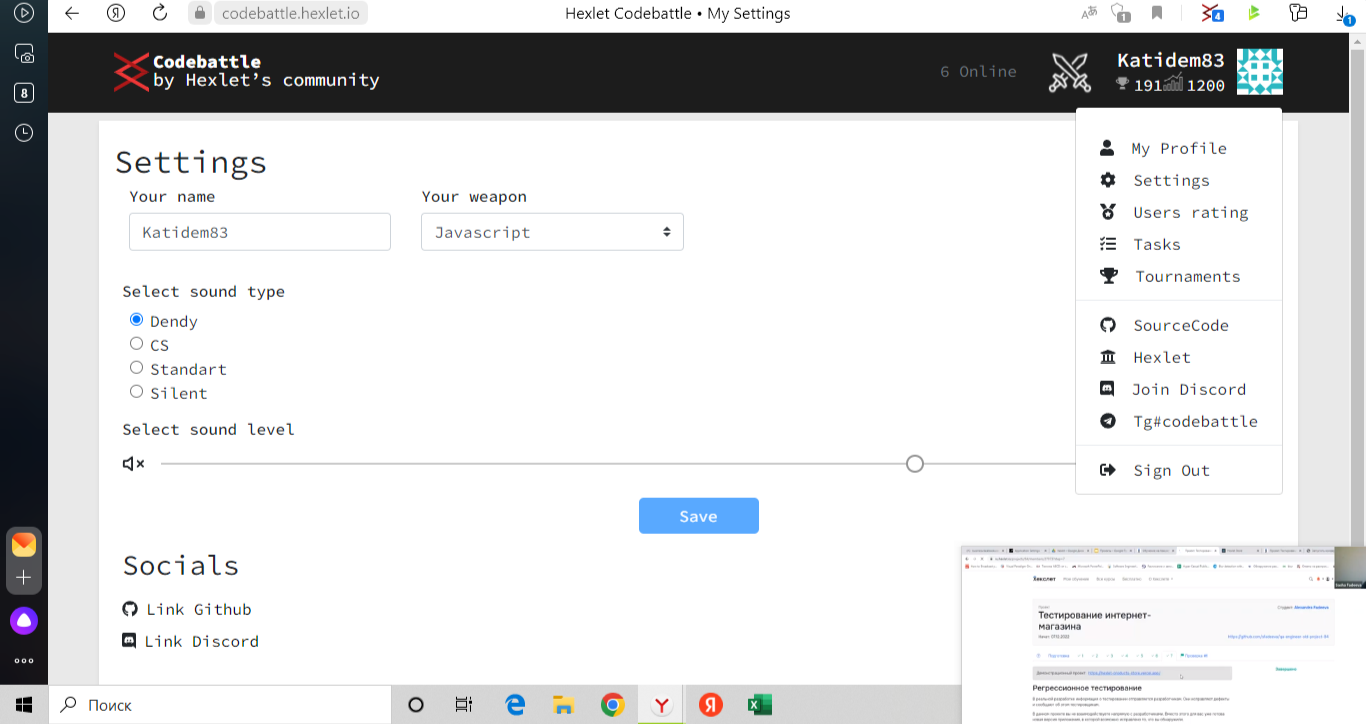 codebattle.hexlet.io
Hexlet Codebattle • My Settings
1
4
1
8
Codebattle
by Hexlet’s community
6 Online
Katidem83
191 1200
Settings
Your name
Your weapon
Katidem83
Javascript
Select sound type
Dendy
CS
Standart
Silent
Select sound level
Save
Socials
Link Github
Link Discord
My Profile
Settings
Users rating
Tasks
Tournaments
SourceCode
Hexlet
Join Discord
Tg#codebattle
Sign Out
Хекслет
Тестирование интернет-
магазина
Регрессионное тестирование
Поиск